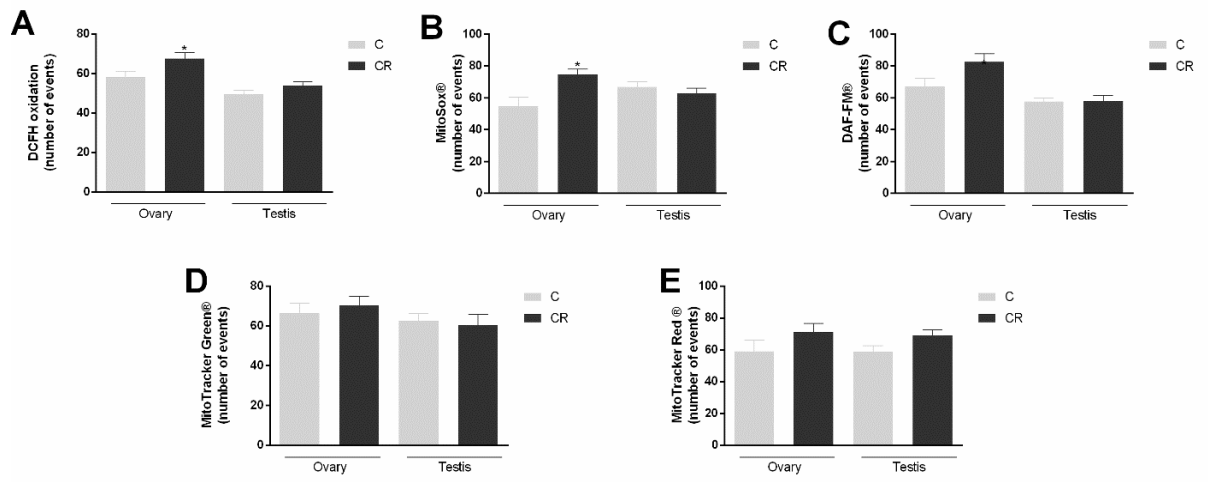 A
DCFH oxidation
(number of events)
80
60
40
20
0
*
C
CR
Ovary
Testis
B
MitoSox®
(number of events)
100
80
60
40
20
0
*
C
CR
Ovary
Testis
C
DAF-FM®
(number of events)
100
80
60
40
20
0
*
C
CR
Ovary
Testis
D
MitoTracker Green®
(number of events)
80
60
40
20
0
C
CR
Ovary
Testis
E
MitoTracker Red ®
(number of events)
100
80
60
40
20
0
C
CR
Ovary
Testis